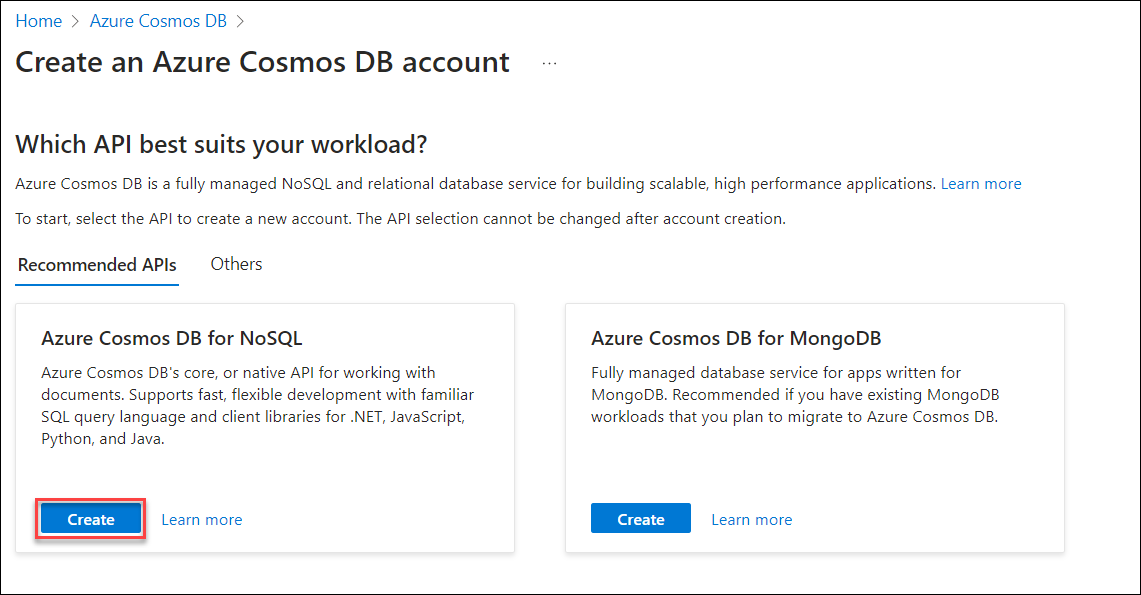 Home > Azure Cosmos DB >
Create an Azure Cosmos DB account ...
Which API best suits your workload?
Azure Cosmos DB is a fully managed NoSQL and relational database service for building scalable, high performance applications. Learn more
To start, select the API to create a new account. The API selection cannot be changed after account creation.
Recommended APIs Others
Azure Cosmos DB for NoSQL
Azure Cosmos DB's core, or native API for working with
documents. Supports fast, flexible development with familiar
SQL query language and client libraries for .NET, JavaScript,
Python, and Java.
Create Learn more
Azure Cosmos DB for MongoDB
Fully managed database service for apps written for
MongoDB. Recommended if you have existing MongoDB
workloads that you plan to migrate to Azure Cosmos DB.
Create Learn more